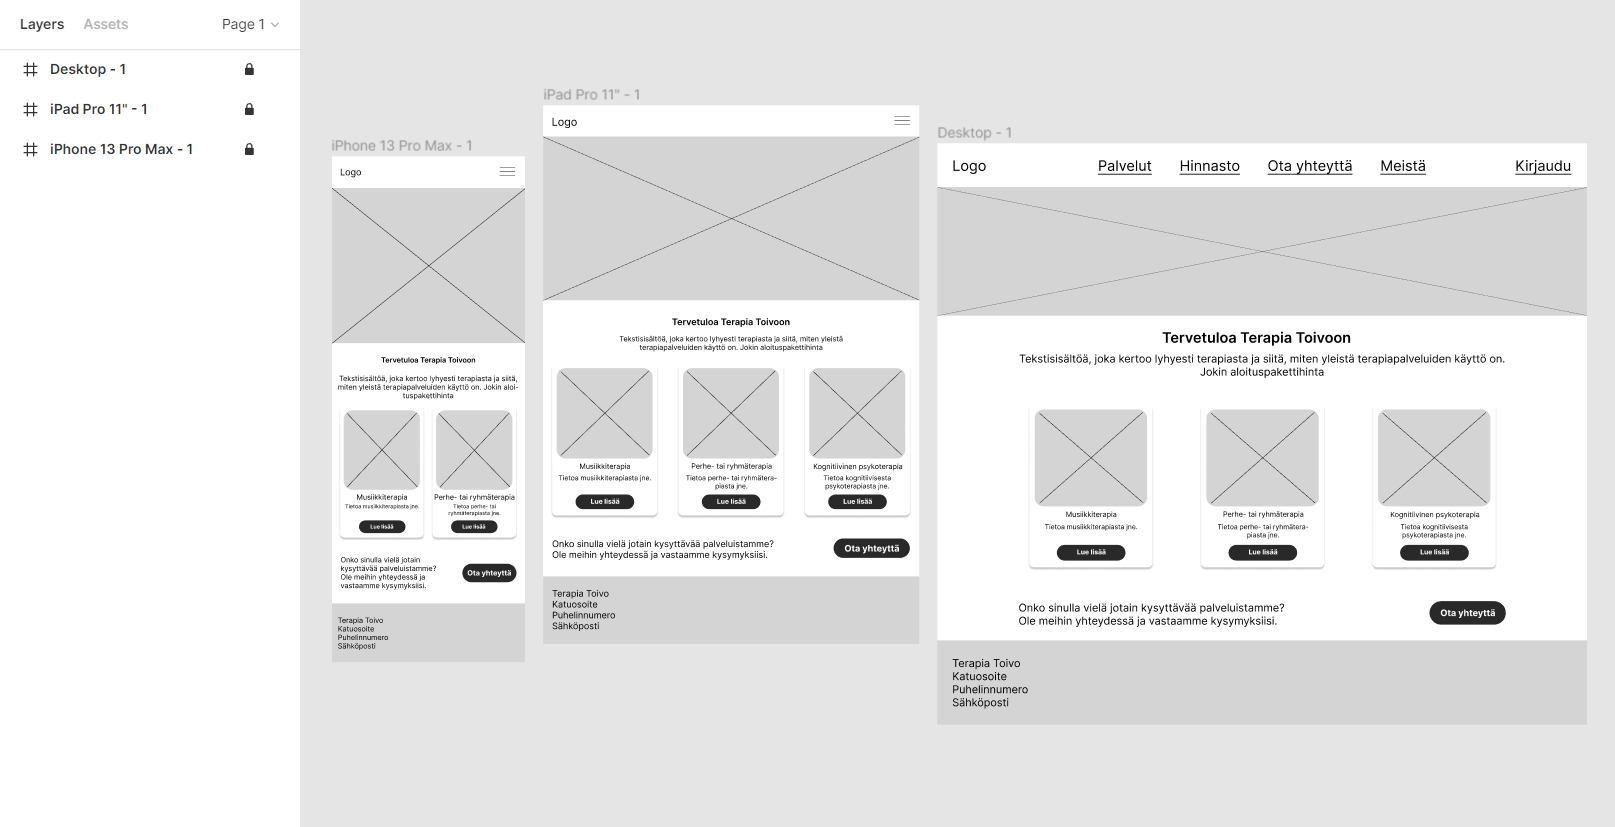 Layers Assets Page 1
Desktop - 1
iPad Pro 11" - 1
iPhone 13 Pro Max - 1
iPhone 13 Pro Max - 1
Logo
Tervetuloa Terapia Toivoon
Tekstisisältöä, joka kertoo lyhyesti terapiasta ja siitä,
miten yleistä terapiapalveluiden käyttö on. Jokin aloi-
tuspakettihinta
Musiikkiterapia
Tietoa musiikkiterapiasta jne.
Lue lisää
Perhe- tai ryhmäterapia
Tietoa perhe- tai
ryhmäterapiasta jne.
Lue lisää
Onko sinulla vielä jotain
kysyttävää palveluistamme?
Ole meihin yhteydessä ja
vastaamme kysymyksiisi.
Ota yhteyttä
Terapia Toivo
Katuosoite
Puhelinnumero
Sähköposti
iPad Pro 11" - 1
Logo
Tervetuloa Terapia Toivoon
Tekstisisältöä, joka kertoo lyhyesti terapiasta ja siitä, miten yleistä
terapiapalveluiden käyttö on. Jokin aloituspakettihinta
Musiikkiterapia
Tietoa musiikkiterapiasta jne.
Lue lisää
Perhe- tai ryhmäterapia
Tietoa perhe- tai ryhmätera-
piasta jne.
Lue lisää
Kognitiivinen psykoterapia
Tietoa kognitiivisesta
psykoterapiasta jne.
Lue lisää
Onko sinulla vielä jotain kysyttävää palveluistamme?
Ole meihin yhteydessä ja vastaamme kysymyksiisi.
Ota yhteyttä
Terapia Toivo
Katuosoite
Puhelinnumero
Sähköposti
Desktop - 1
Logo Palvelut Hinnasto Ota yhteyttä Meistä Kirjaudu
Tervetuloa Terapia Toivoon
Tekstisisältöä, joka kertoo lyhyesti terapiasta ja siitä, miten yleistä terapiapalveluiden käyttö on.
Jokin aloituspakettihinta
Musiikkiterapia
Tietoa musiikkiterapiasta jne.
Lue lisää
Perhe- tai ryhmäterapia
Tietoa perhe- tai ryhmätera-
piasta jne.
Lue lisää
Kognitiivinen psykoterapia
Tietoa kognitiivisesta
psykoterapiasta jne.
Lue lisää
Onko sinulla vielä jotain kysyttävää palveluistamme?
Ole meihin yhteydessä ja vastaamme kysymyksiisi.
Ota yhteyttä
Terapia Toivo
Katuosoite
Puhelinnumero
Sähköposti